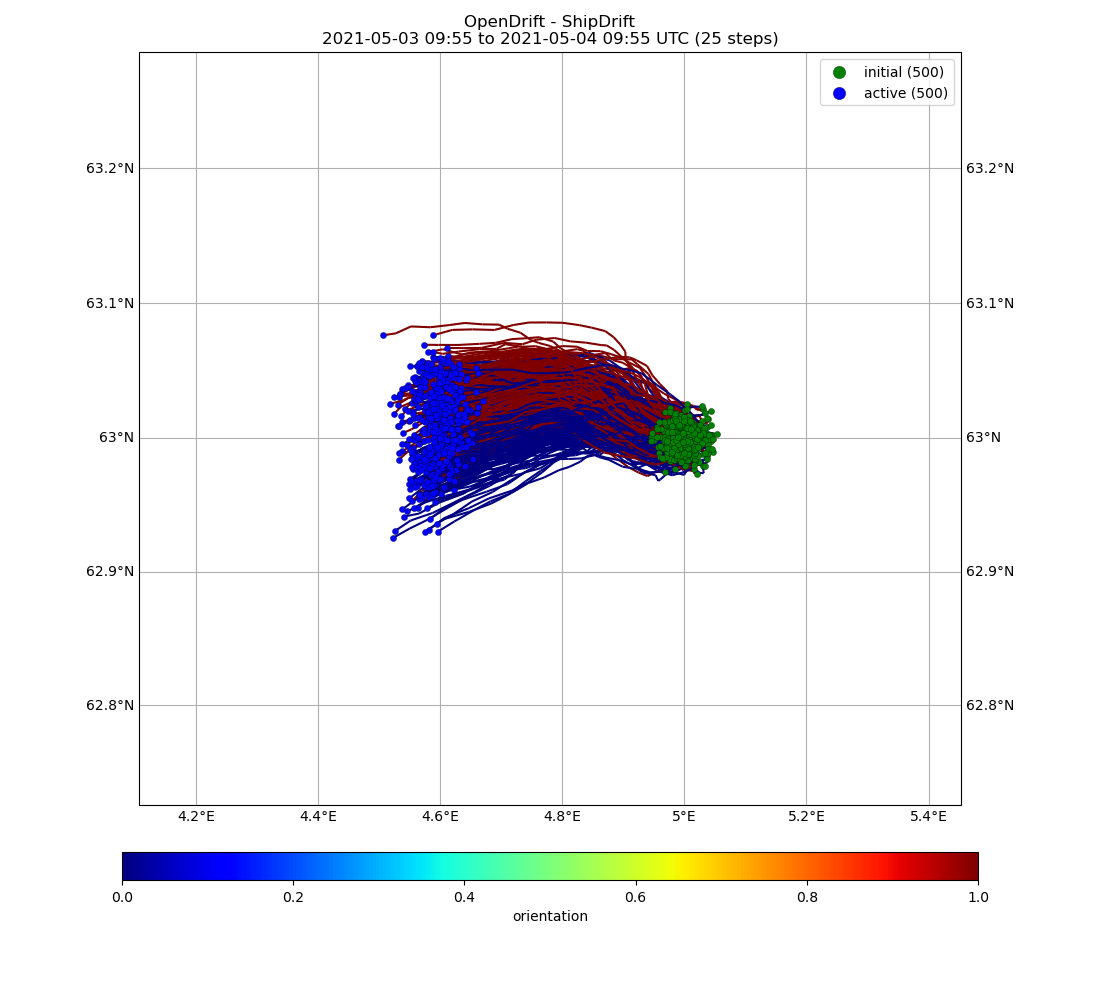 OpenDrift - ShipDrift
2021-05-03 09:55 to 2021-05-04 09:55 UTC (25 steps)
initial (500)
active (500)
63.2°N 63.2°N
63.1°N 63.1°N
63°N 63°N
62.9°N 62.9°N
62.8°N 62.8°N
4.2°E 4.4°E 4.6°E 4.8°E 5°E 5.2°E 5.4°E
0.0 0.2 0.4 0.6 0.8 1.0
orientation